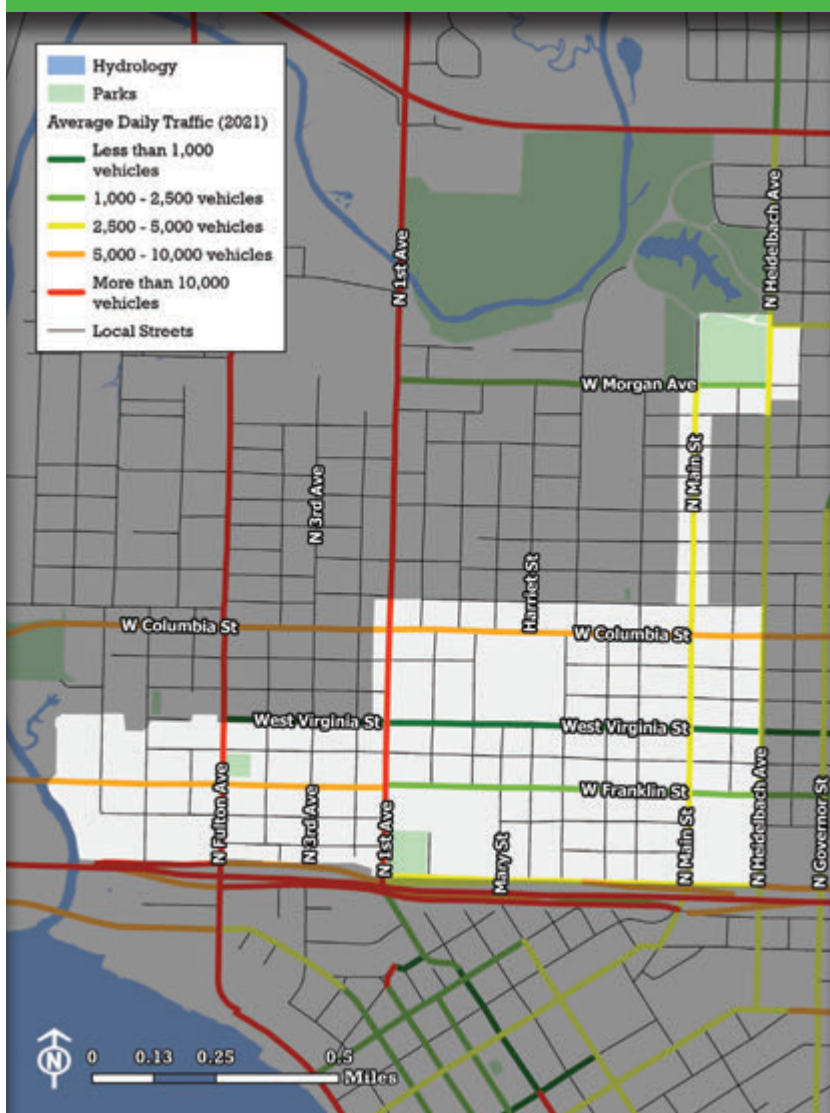 Hydrology
Parks
Average Daily Traffic (2021)
Less than 1,000
vehicles
1,000 - 2,500 vehicles
2,500 - 5,000 vehicles
5,000 - 10,000 vehicles
More than 10,000
vehicles
Local Streets
N 1st Ave
N Heidelbach Ave
W Morgan Ave
N Main St
N 3rd Ave
Harriet St
W Columbia St
W Columbia St
West Virginia St
West Virginia St
W Franklin St
N Fulton Ave
N 3rd Ave
N 1st Ave
Mary St
N Main St
N Heidelbach Ave
N Governor St
N
0 0.13 0.25 0.5
Miles